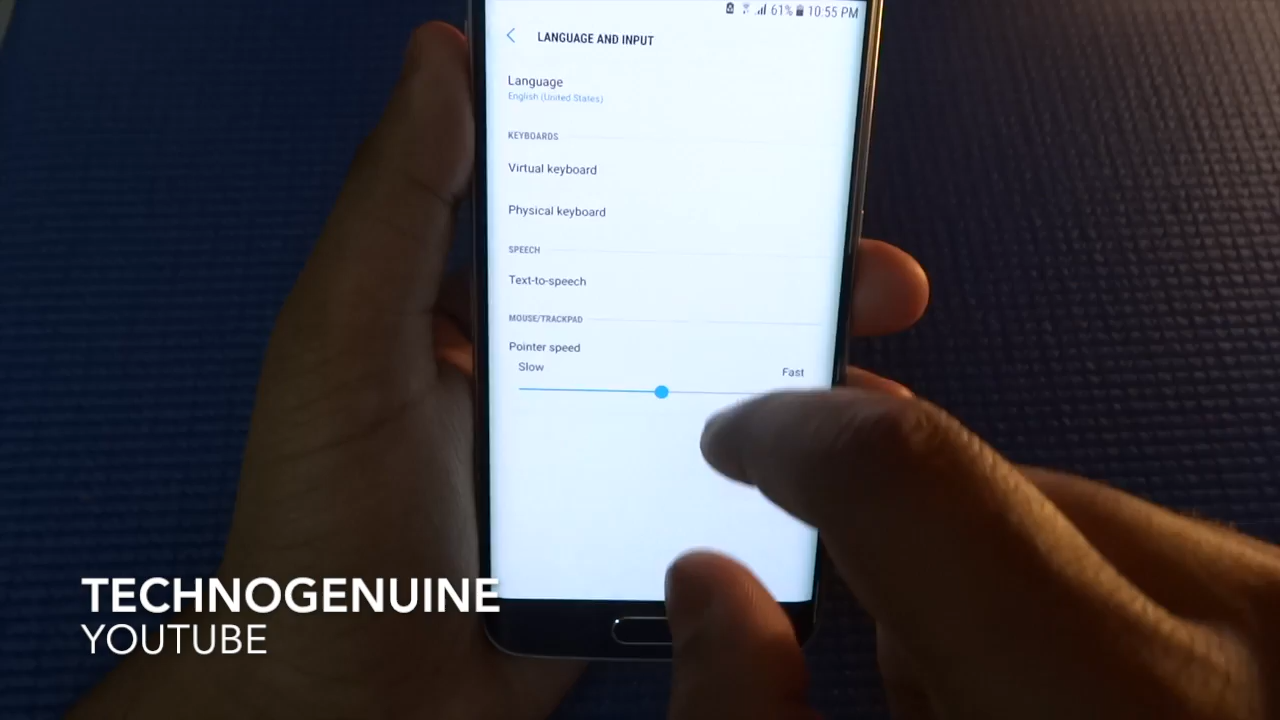 61% 10:55 PM
LANGUAGE AND INPUT
Language
English (United States)
KEYBOARDS
Virtual keyboard
Physical keyboard
SPEECH
Text-to-speech
MOUSE/TRACKPAD
Pointer speed
Slow Fast
TECHNOGENUINE
YOUTUBE